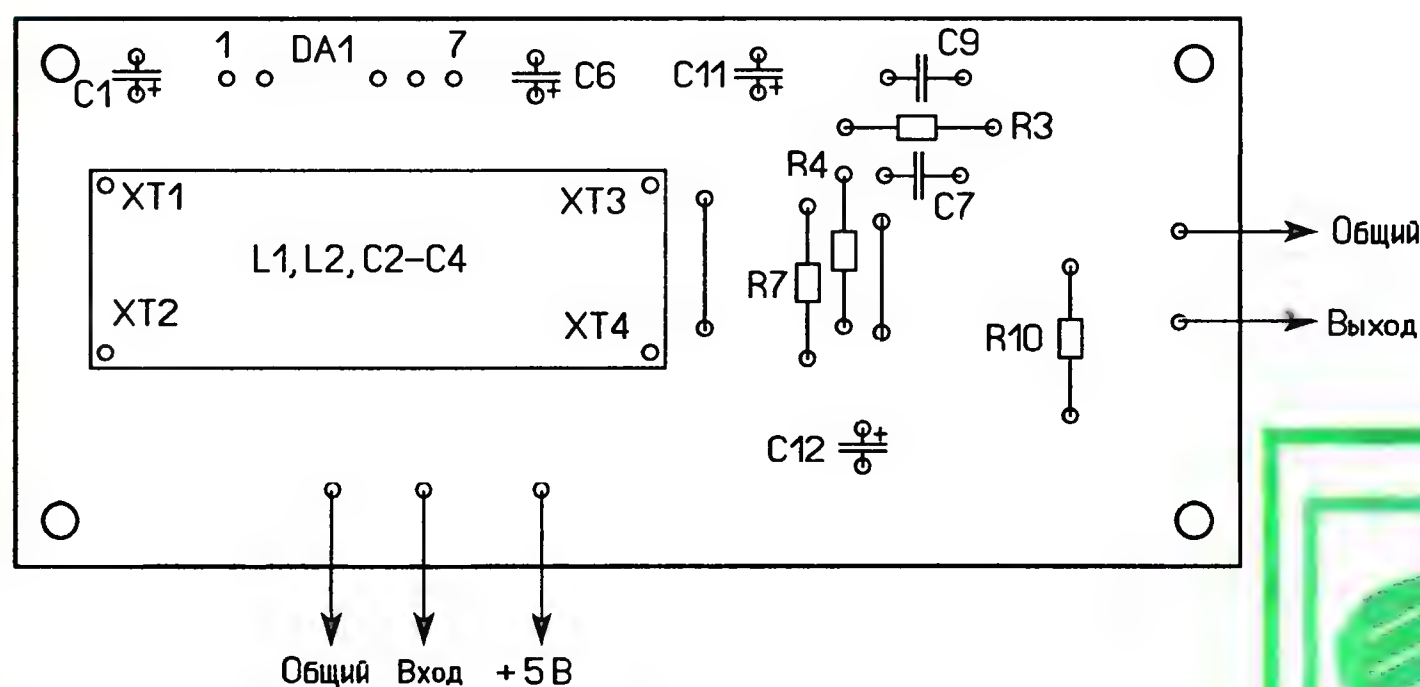 1 DA1 7 C9
C1 + C6 + C11 +
R3
R4
XT1 XT3 C7
L1, L2, C2–C4 Общий
R7
XT2 XT4 R10 Выход
C12 +
Общий Вход +5В